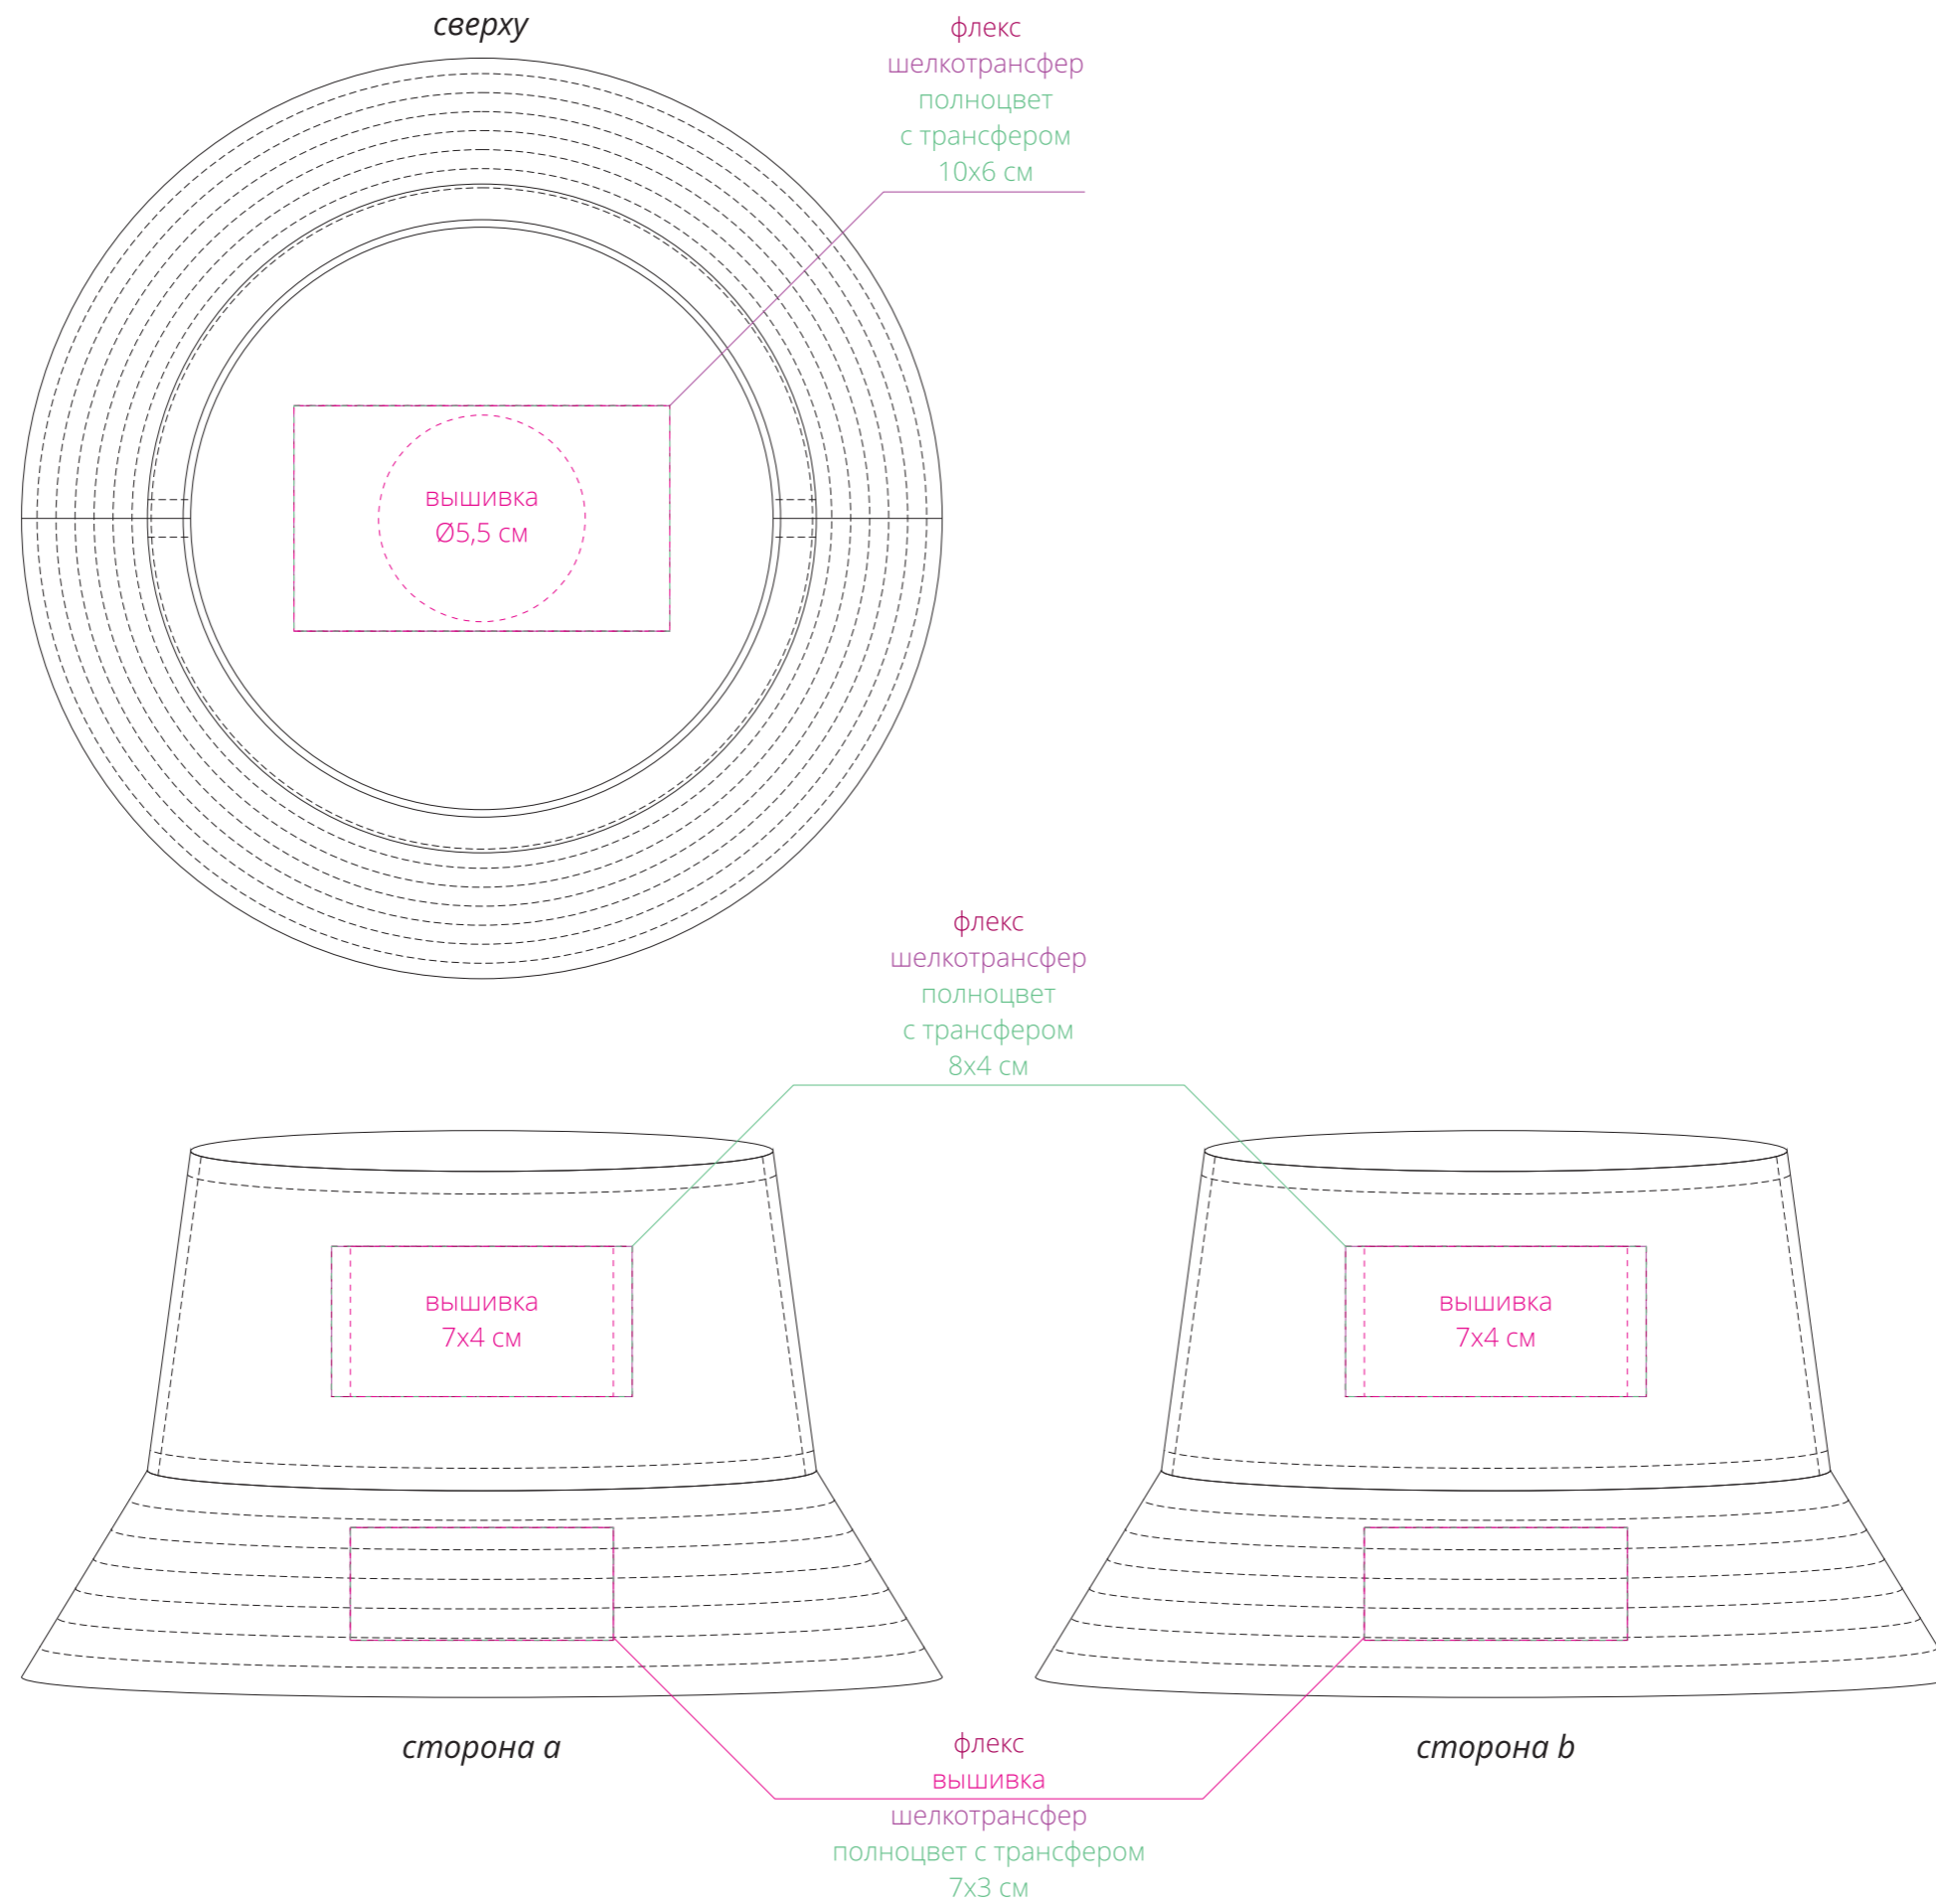 сверху
флекс
шелкотрансфер
полноцвет
с трансфером
10х6 см
вышивка
Ø5,5 см
флекс
шелкотрансфер
полноцвет
с трансфером
8х4 см
вышивка
7х4 см
вышивка
7х4 см
сторона a
сторона b
флекс
вышивка
шелкотрансфер
полноцвет с трансфером
7х3 см